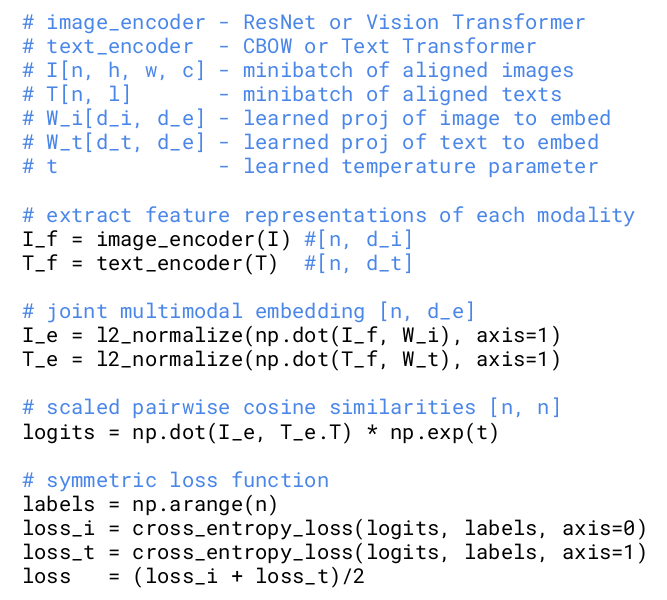 # image_encoder - ResNet or Vision Transformer
# text_encoder  - CBOW or Text Transformer
# I[n, h, w, c] - minibatch of aligned images
# T[n, l]       - minibatch of aligned texts
# W_i[d_i, d_e] - learned proj of image to embed
# W_t[d_t, d_e] - learned proj of text to embed
# t             - learned temperature parameter

# extract feature representations of each modality
I_f = image_encoder(I) #[n, d_i]
T_f = text_encoder(T)  #[n, d_t]

# joint multimodal embedding [n, d_e]
I_e = l2_normalize(np.dot(I_f, W_i), axis=1)
T_e = l2_normalize(np.dot(T_f, W_t), axis=1)

# scaled pairwise cosine similarities [n, n]
logits = np.dot(I_e, T_e.T) * np.exp(t)

# symmetric loss function
labels = np.arange(n)
loss_i = cross_entropy_loss(logits, labels, axis=0)
loss_t = cross_entropy_loss(logits, labels, axis=1)
loss   = (loss_i + loss_t)/2